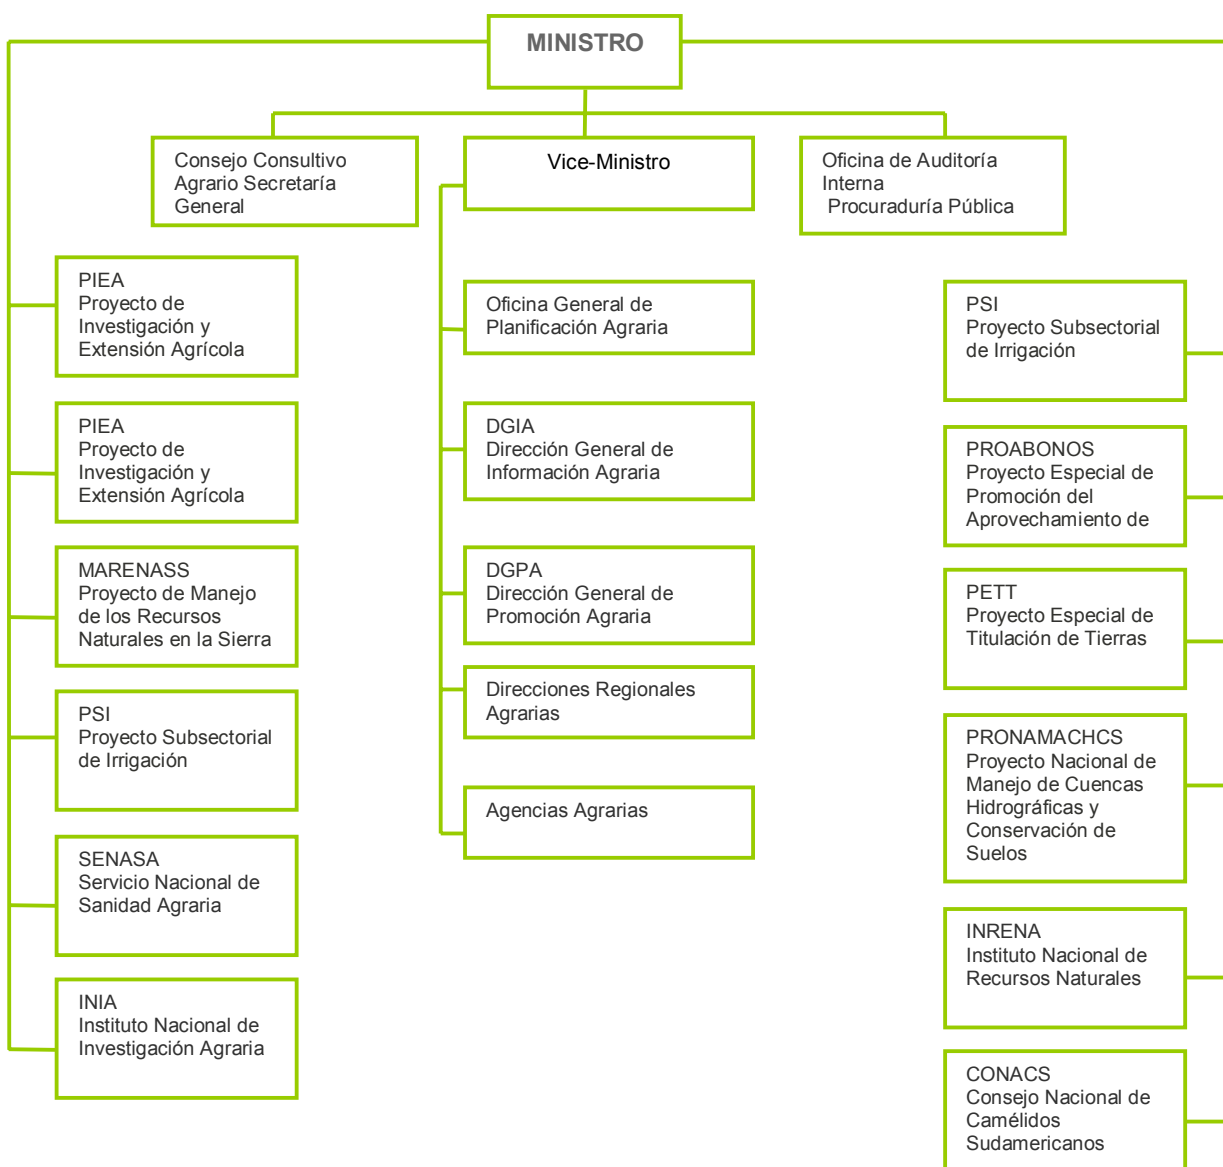 MINISTRO
Consejo Consultivo
Agrario Secretaría
General
Vice-Ministro
Oficina de Auditoría
Interna
Procuraduría Pública
PIEA
Proyecto de
Investigación y
Extensión Agrícola
PIEA
Proyecto de
Investigación y
Extensión Agrícola
MARENASS
Proyecto de Manejo
de los Recursos
Naturales en la Sierra
PSI
Proyecto Subsectorial
de Irrigación
SENASA
Servicio Nacional de
Sanidad Agraria
INIA
Instituto Nacional de
Investigación Agraria
Oficina General de
Planificación Agraria
DGIA
Dirección General de
Información Agraria
DGPA
Dirección General de
Promoción Agraria
Direcciones Regionales
Agrarias
Agencias Agrarias
PSI
Proyecto Subsectorial
de Irrigación
PROABONOS
Proyecto Especial de
Promoción del
Aprovechamiento de
PETT
Proyecto Especial de
Titulación de Tierras
PRONAMACHCS
Proyecto Nacional de
Manejo de Cuencas
Hidrográficas y
Conservación de
Suelos
INRENA
Instituto Nacional de
Recursos Naturales
CONACS
Consejo Nacional de
Camélidos
Sudamericanos